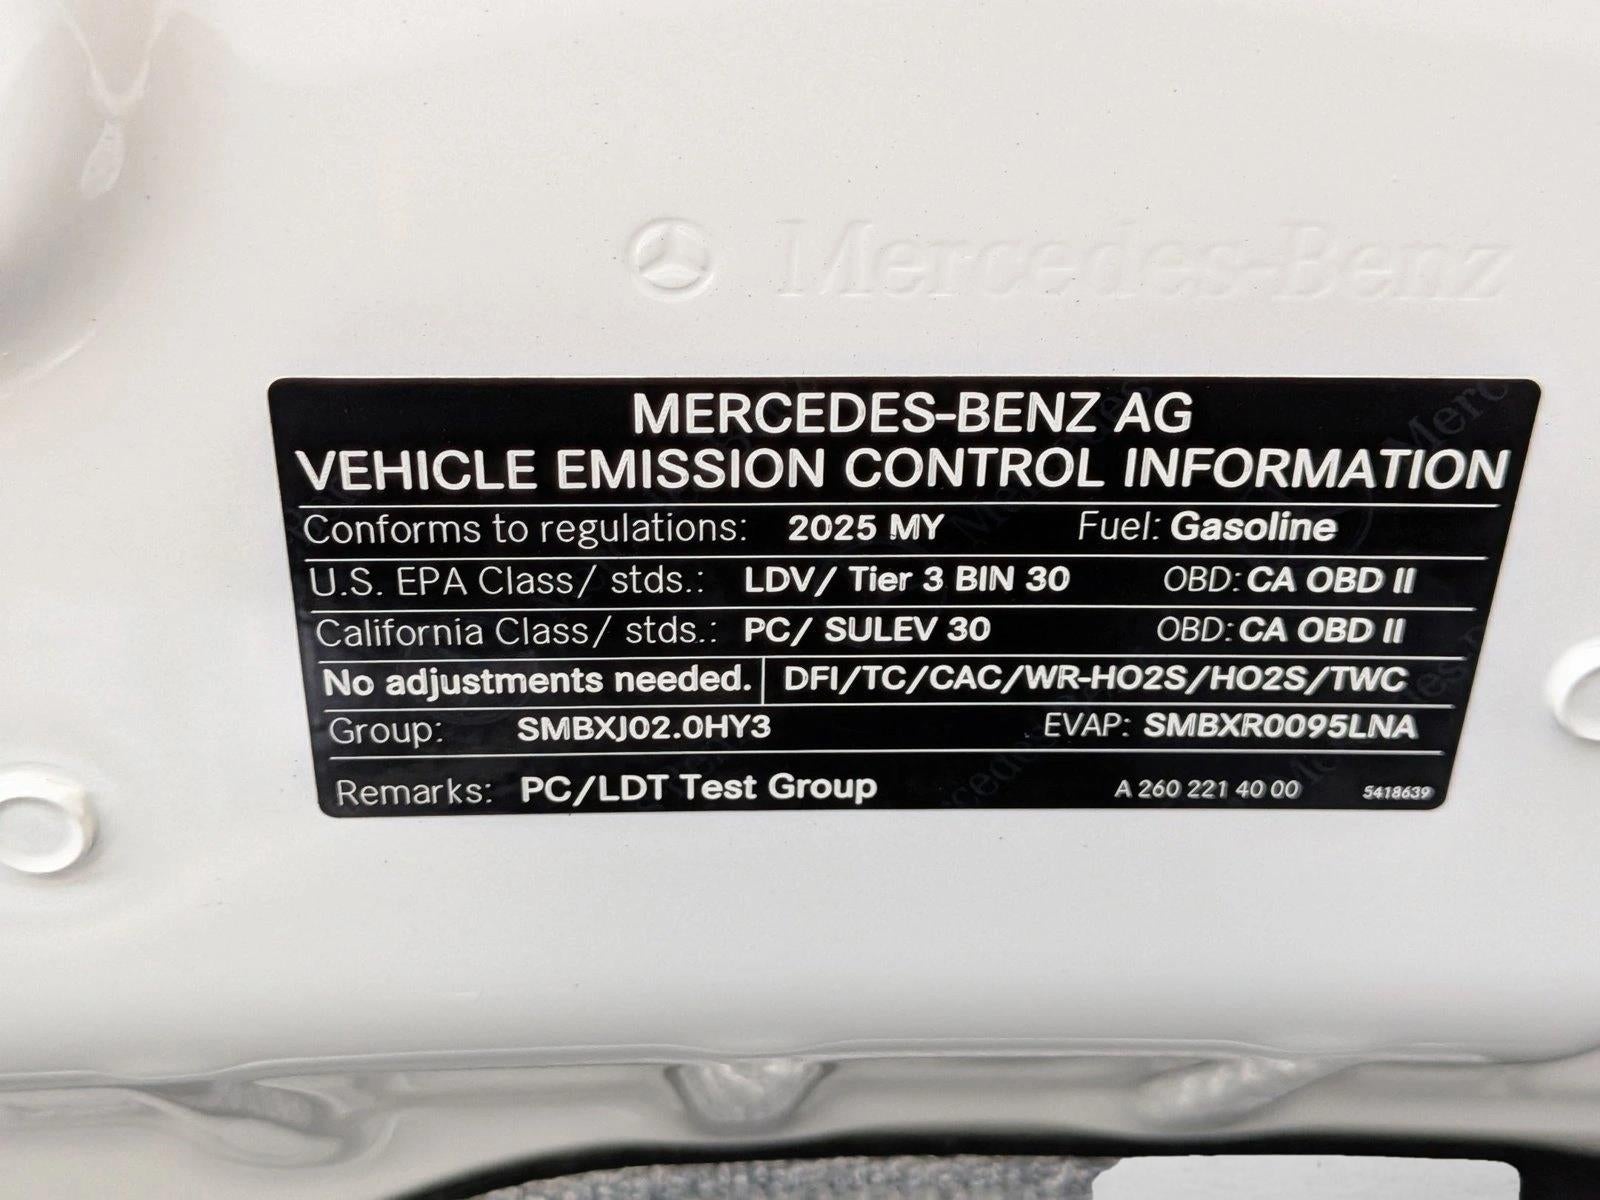 Mercedes-Benz
MERCEDES-BENZ AG
VEHICLE EMISSION CONTROL INFORMATION
Conforms to regulations: 2025 MY Fuel: Gasoline
U.S. EPA Class/ stds.: LDV/ Tier 3 BIN 30 OBD: CA OBD II
California Class/ stds.: PC/ SULEV 30 OBD: CA OBD II
No adjustments needed. DFI/TC/CAC/WR-HO2S/HO2S/TWC
Group: SMBXJ02.0HY3 EVAP: SMBXR0095LNA
Remarks: PC/LDT Test Group A 260 221 40 00 5418639